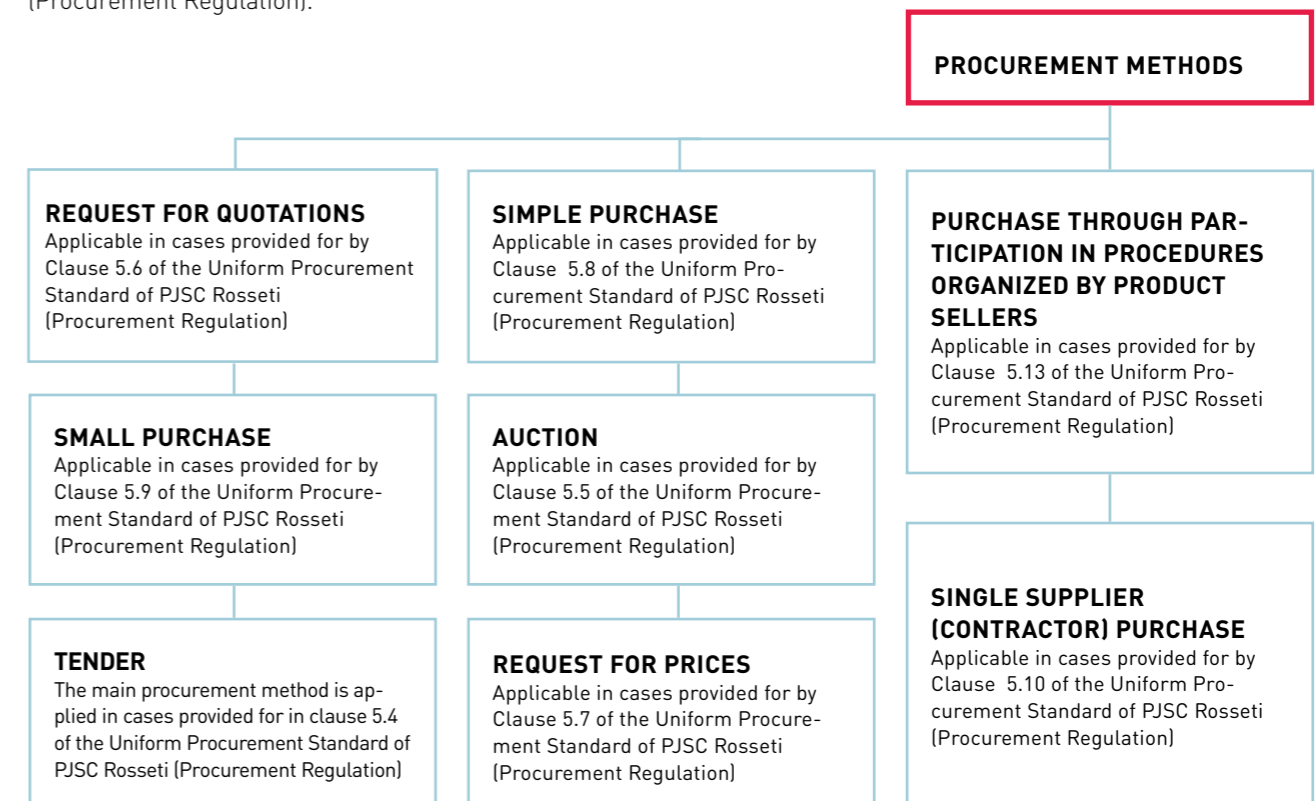 (Procurement Regulation).
PROCUREMENT METHODS
REQUEST FOR QUOTATIONS
Applicable in cases provided for by
Clause 5.6 of the Uniform Procurement
Standard of PJSC Rosseti
(Procurement Regulation)
SMALL PURCHASE
Applicable in cases provided for by
Clause 5.9 of the Uniform Procure-
ment Standard of PJSC Rosseti
(Procurement Regulation)
TENDER
The main procurement method is ap-
plied in cases provided for in clause 5.4
of the Uniform Procurement Standard of
PJSC Rosseti (Procurement Regulation)
SIMPLE PURCHASE
Applicable in cases provided for by
Clause 5.8 of the Uniform Pro-
curement Standard of PJSC Rosseti
(Procurement Regulation)
AUCTION
Applicable in cases provided for by
Clause 5.5 of the Uniform Procure-
ment Standard of PJSC Rosseti
(Procurement Regulation)
REQUEST FOR PRICES
Applicable in cases provided for by
Clause 5.7 of the Uniform Procure-
ment Standard of PJSC Rosseti
(Procurement Regulation)
PURCHASE THROUGH PAR-
TICIPATION IN PROCEDURES
ORGANIZED BY PRODUCT
SELLERS
Applicable in cases provided for by
Clause 5.13 of the Uniform Pro-
curement Standard of PJSC Rosseti
(Procurement Regulation)
SINGLE SUPPLIER
(CONTRACTOR) PURCHASE
Applicable in cases provided for by
Clause 5.10 of the Uniform Pro-
curement Standard of PJSC Rosseti
(Procurement Regulation)